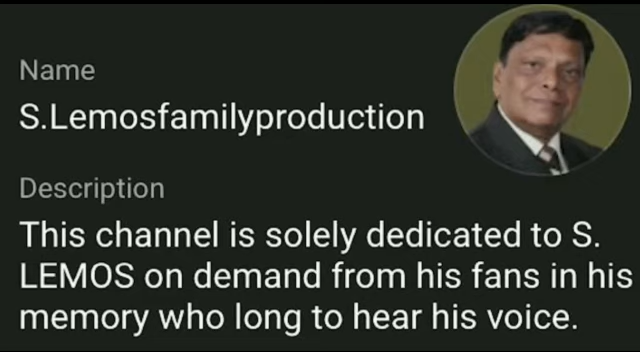 Name
S.Lemosfamilyproduction
Description
This channel is solely dedicated to S.
LEMOS on demand from his fans in his
memory who long to hear his voice.